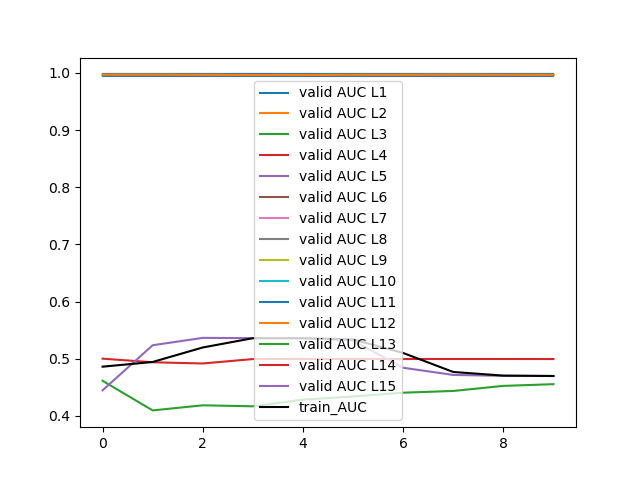 1.0
0.9
0.8
0.7
0.6
0.5
0.4
valid AUC L1
valid AUC L2
valid AUC L3
valid AUC L4
valid AUC L5
valid AUC L6
valid AUC L7
valid AUC L8
valid AUC L9
valid AUC L10
valid AUC L11
valid AUC L12
valid AUC L13
valid AUC L14
valid AUC L15
train_AUC
0 2 4 6 8